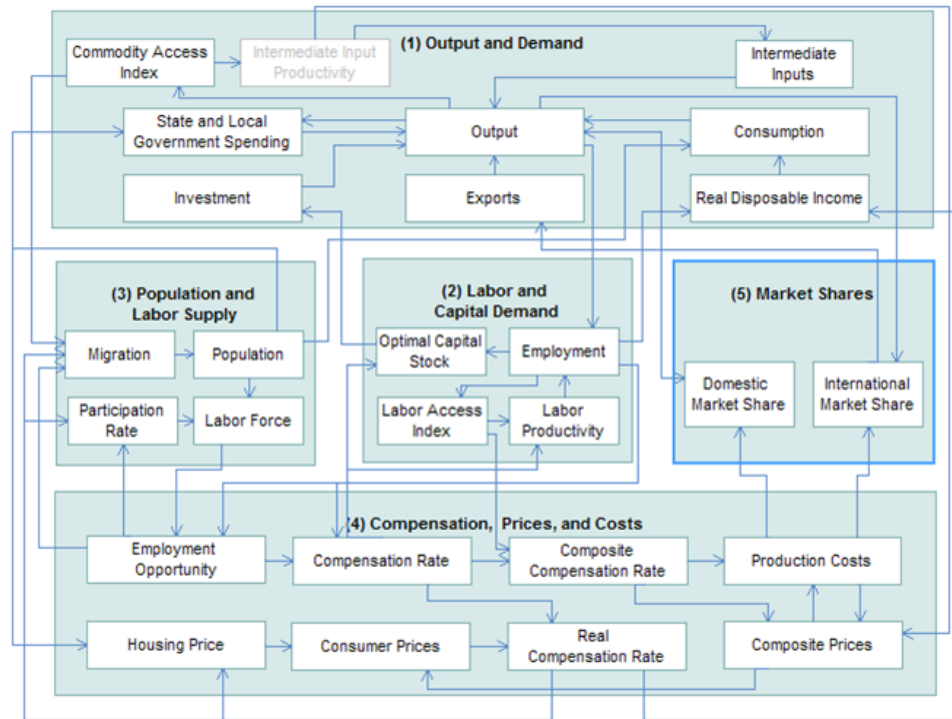 (1) Output and Demand
Commodity Access
Index
Intermediate Input
Productivity
Intermediate
Inputs
State and Local
Government Spending
Output
Consumption
Investment
Exports
Real Disposable Income
(3) Population and
Labor Supply
Migration
Population
Participation
Rate
Labor Force
(2) Labor and
Capital Demand
Optimal Capital
Stock
Employment
Labor Access
Index
Labor
Productivity
(5) Market Shares
Domestic
Market Share
International
Market Share
(4) Compensation, Prices, and Costs
Employment
Opportunity
Compensation Rate
Composite
Compensation Rate
Production Costs
Housing Price
Consumer Prices
Real
Compensation Rate
Composite Prices